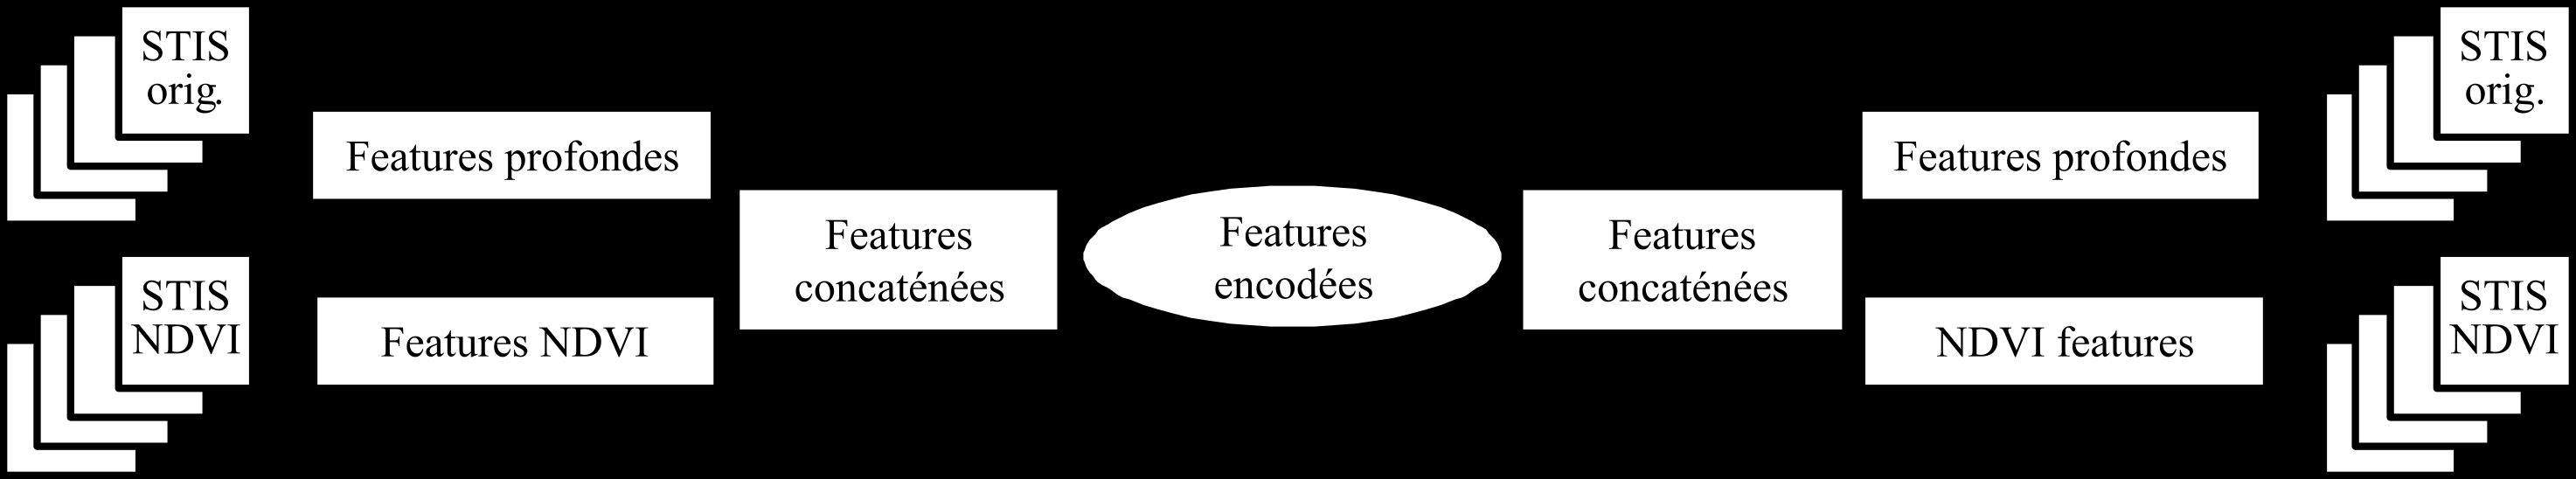 STIS
orig.
Features profondes
STIS
NDVI
Features NDVI
Features
concaténées
Features
encodées
Features
concaténées
Features profondes
NDVI features
STIS
orig.
STIS
NDVI